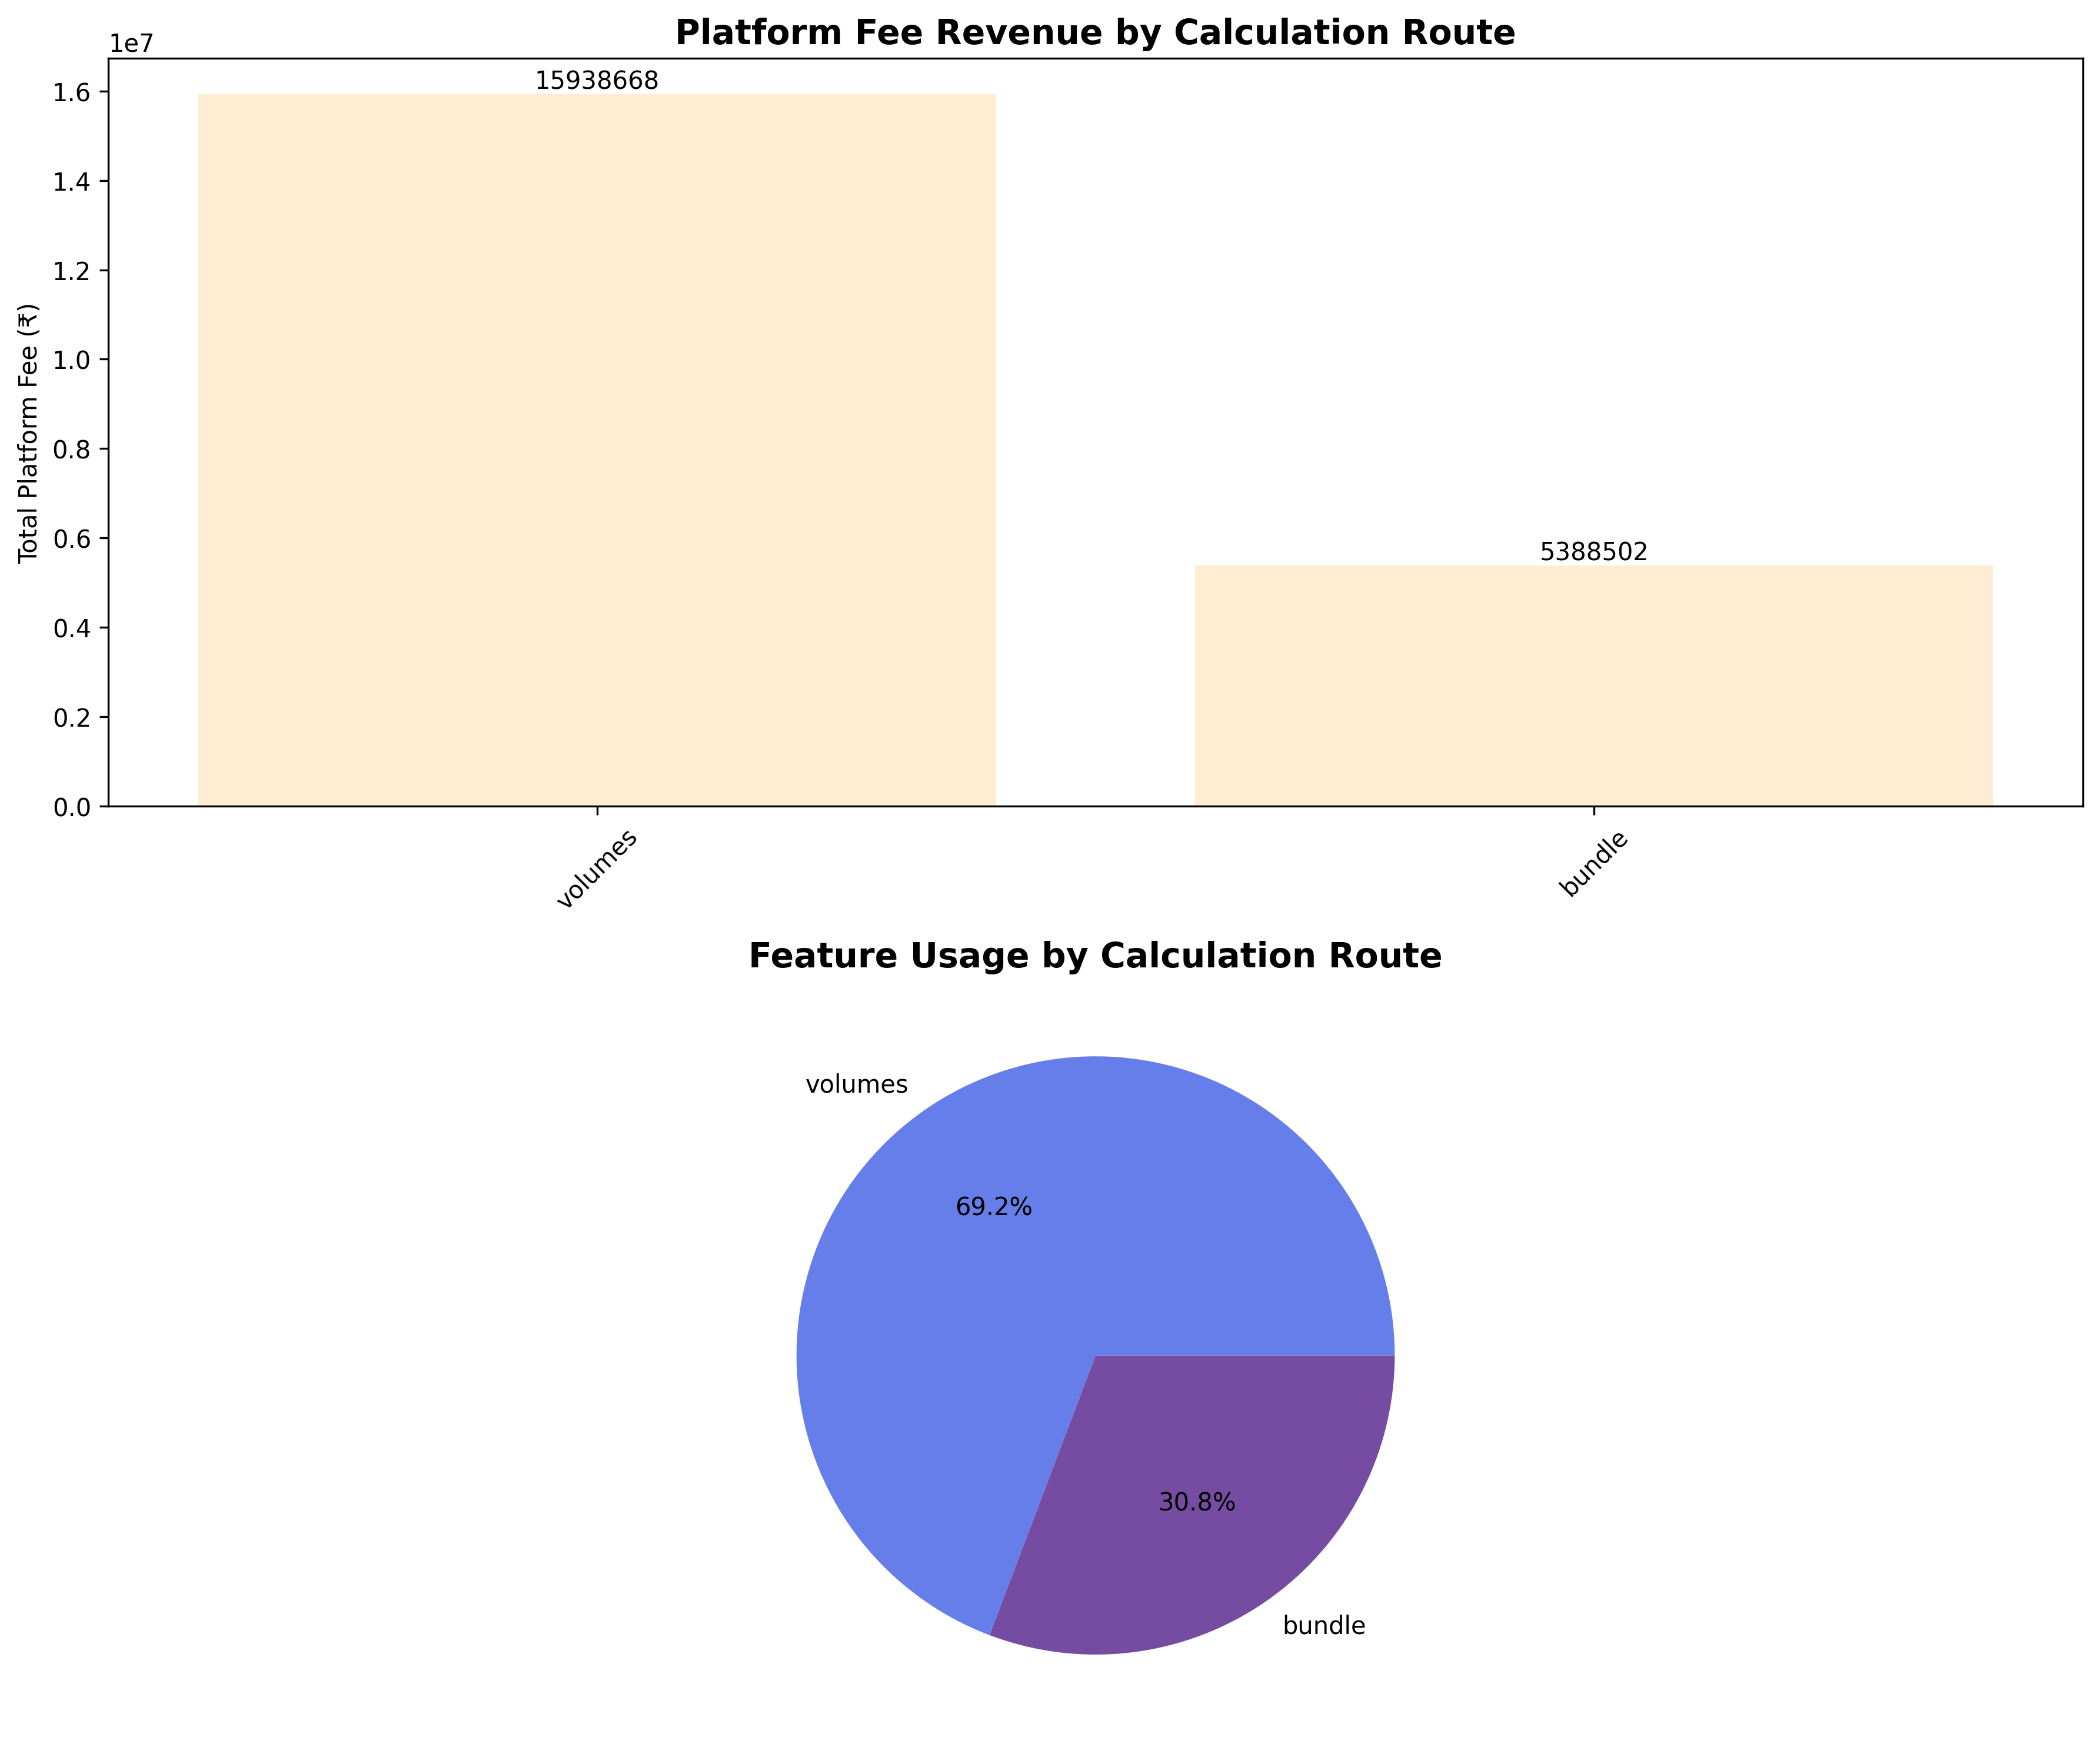 Platform Fee Revenue by Calculation Route
1e7
Total Platform Fee (₹)
1.6
1.4
1.2
1.0
0.8
0.6
0.4
0.2
0.0
15938668
5388502
volumes
bundle
Feature Usage by Calculation Route
volumes
69.2%
30.8%
bundle